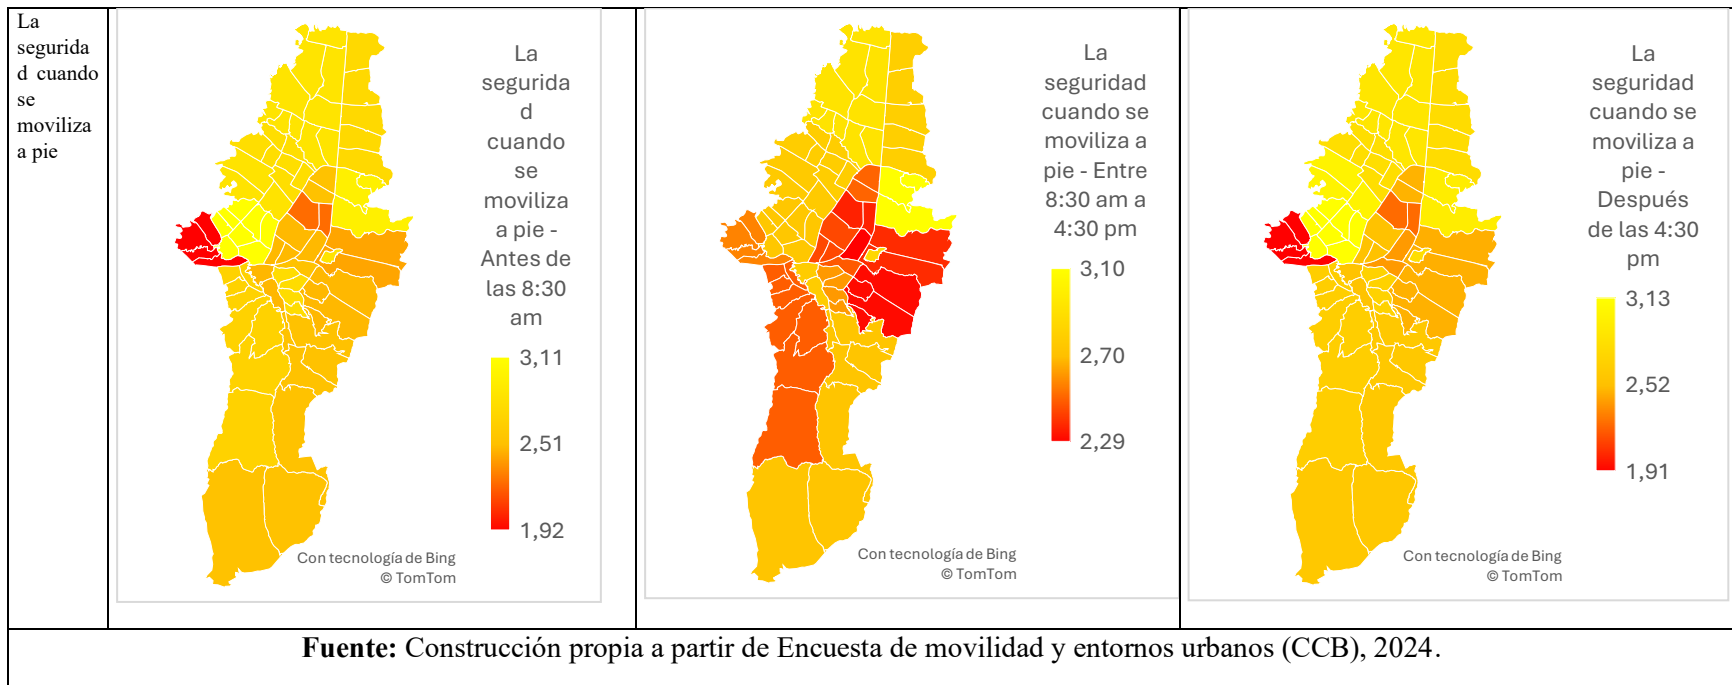 La
segurida
d cuando
se
moviliza
a pie
La
segurida
d
cuando
se
moviliza
a pie -
Antes de
las 8:30
am
3,11
2,51
1,92
Con tecnología de Bing
© TomTom
La
seguridad
cuando se
moviliza a
pie - Entre
8:30 am a
4:30 pm
3,10
2,70
2,29
Con tecnología de Bing
© TomTom
La
seguridad
cuando se
moviliza a
pie -
Después
de las 4:30
pm
3,13
2,52
1,91
Con tecnología de Bing
© TomTom
Fuente: Construcción propia a partir de Encuesta de movilidad y entornos urbanos (CCB), 2024.